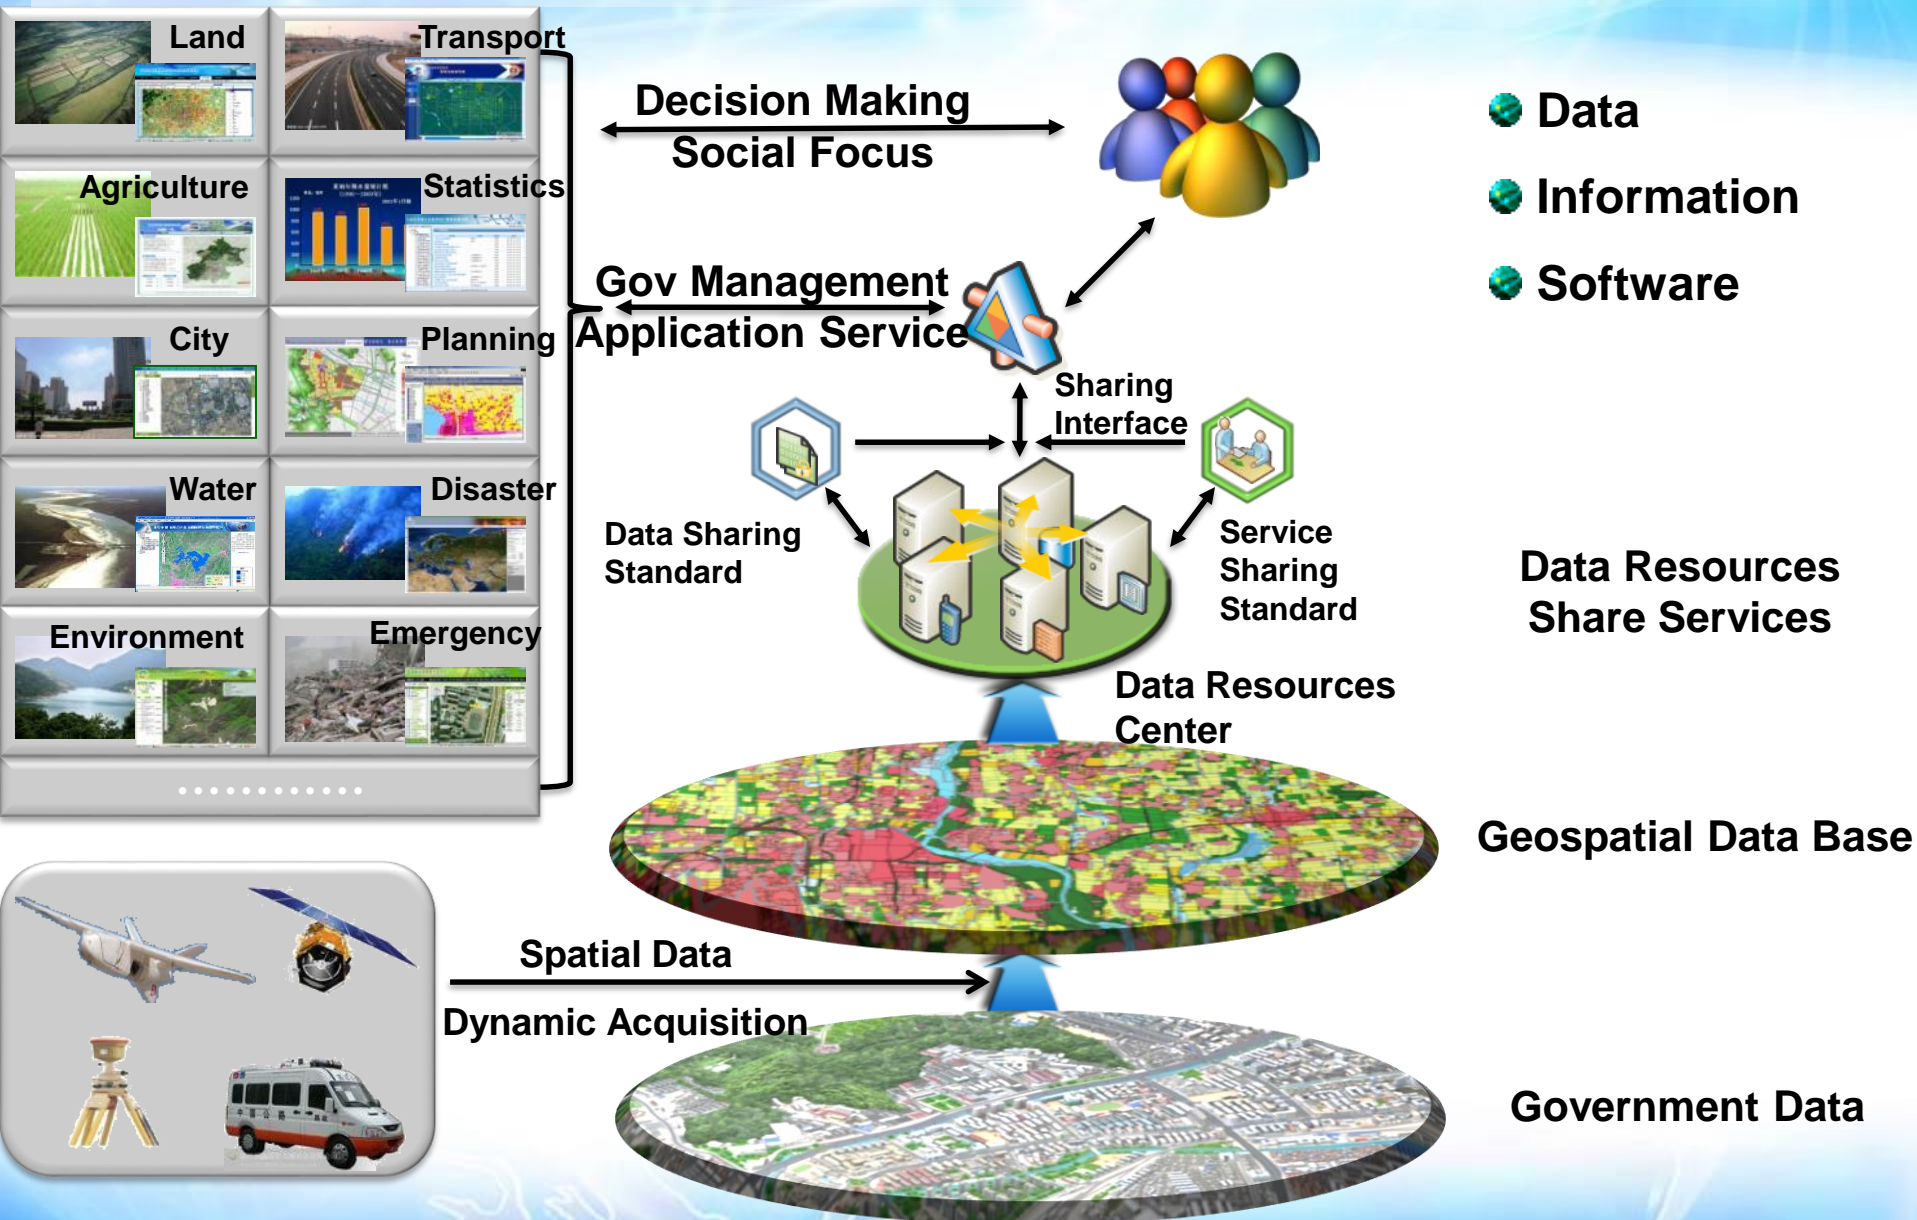 Land
Transport
Agriculture
Statistics
City
Planning
Water
Disaster
Environment
Emergency
............
Decision Making
Social Focus
Gov Management
Application Service
Sharing
Interface
Data Sharing
Standard
Service
Sharing
Standard
Data Resources
Center
Spatial Data
Dynamic Acquisition
Data
Information
Software
Data Resources
Share Services
Geospatial Data Base
Government Data